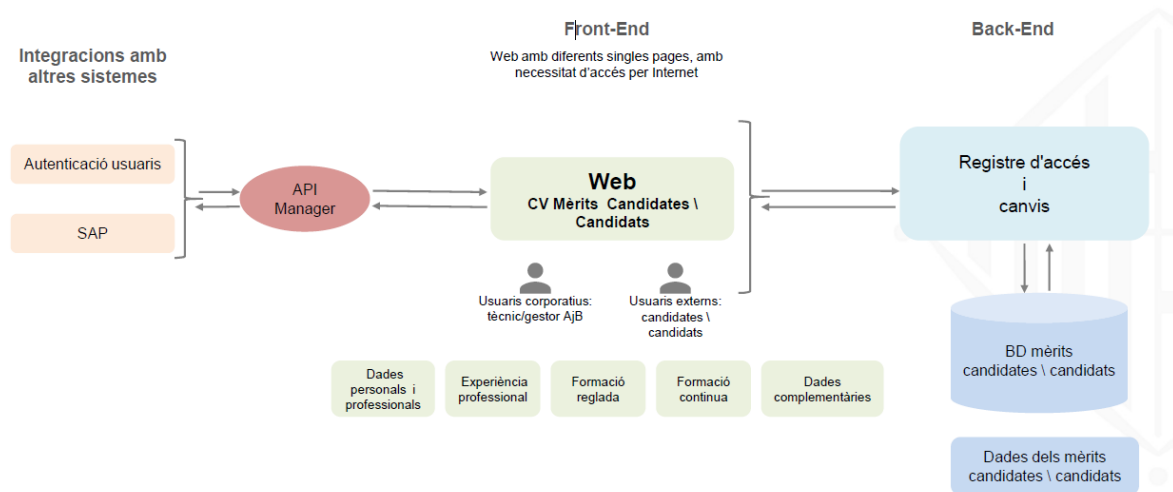 Integracions amb
altres sistemes
Autenticació usuaris
SAP
API
Manager
Front-End
Web amb diferents singles pages, amb
necessitat d'accés per Internet
Web
CV Mèrits Candidates \
Candidats
Usuaris corporatius:
tècnic/gestor AjB
Usuaris externs:
candidates \
candidats
Dades
personals i
professionals
Experiència
professional
Formació
reglada
Formació
continua
Dades
complementàries
Back-End
Registre d'accés
i
canvis
BD mèrits
candidates \ candidats
Dades dels mèrits
candidates \ candidats